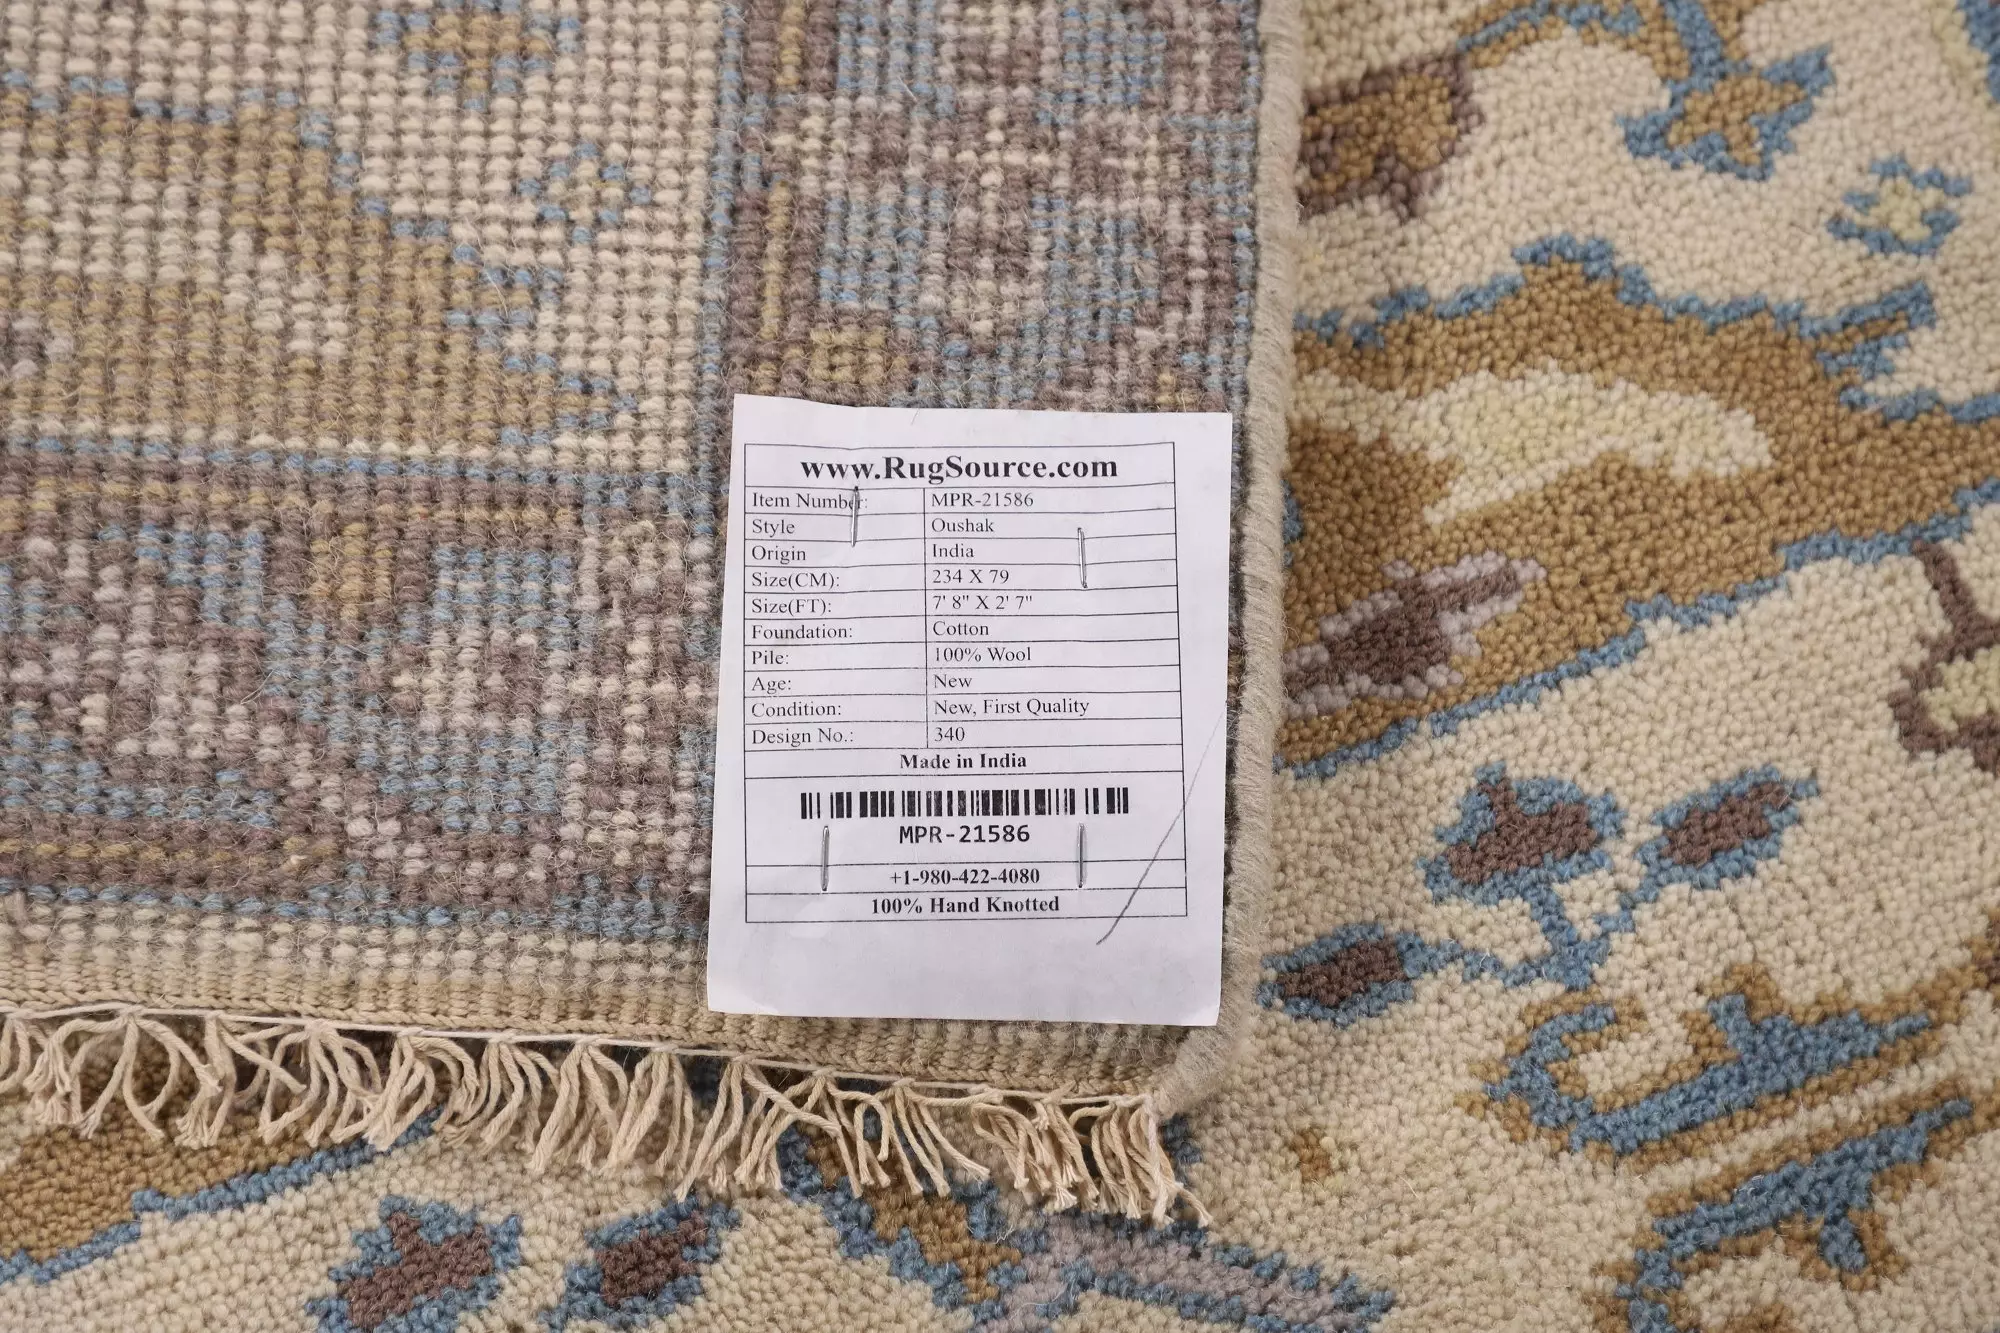 www.RugSource.com
Item Number: MPR-21586
Style Oushak
Origin India
Size(CM): 234 X 79
Size(FT): 7' 8" X 2' 7"
Foundation: Cotton
Pile: 100% Wool
Age: New
Condition: New, First Quality
Design No.: 340
Made in India
MPR-21586
+1-980-422-4080
100% Hand Knotted